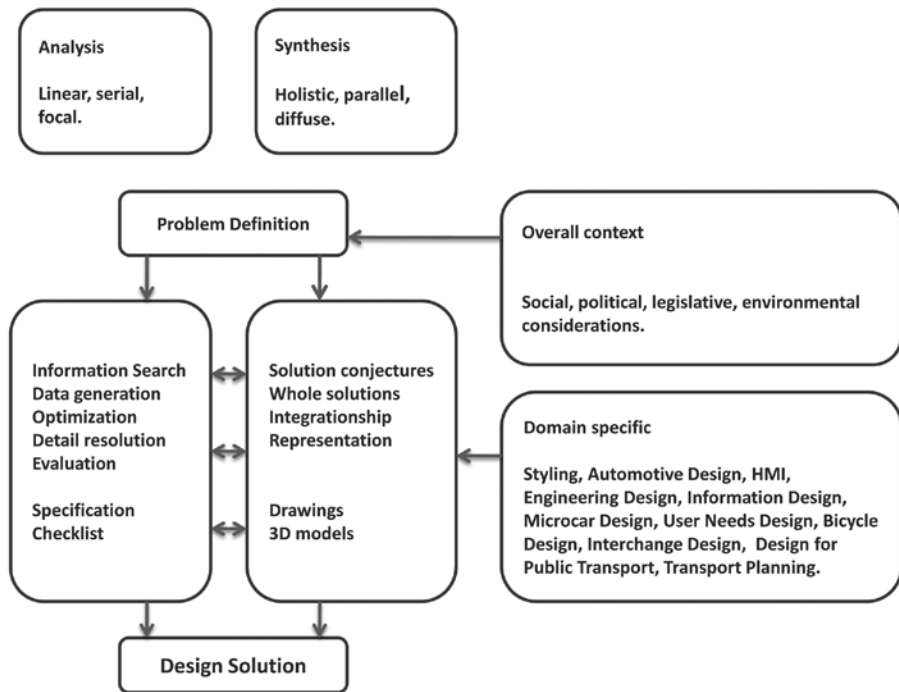 Analysis
Linear, serial,
focal.
Synthesis
Holistic, parallel,
diffuse.
Problem Definition
Overall context
Social, political, legislative, environmental
considerations.
Information Search
Data generation
Optimization
Detail resolution
Evaluation
Specification
Checklist
Solution conjectures
Whole solutions
Integrationship
Representation
Drawings
3D models
Domain specific
Styling, Automotive Design, HMI,
Engineering Design, Information Design,
Microcar Design, User Needs Design, Bicycle
Design, Interchange Design, Design for
Public Transport, Transport Planning.
Design Solution